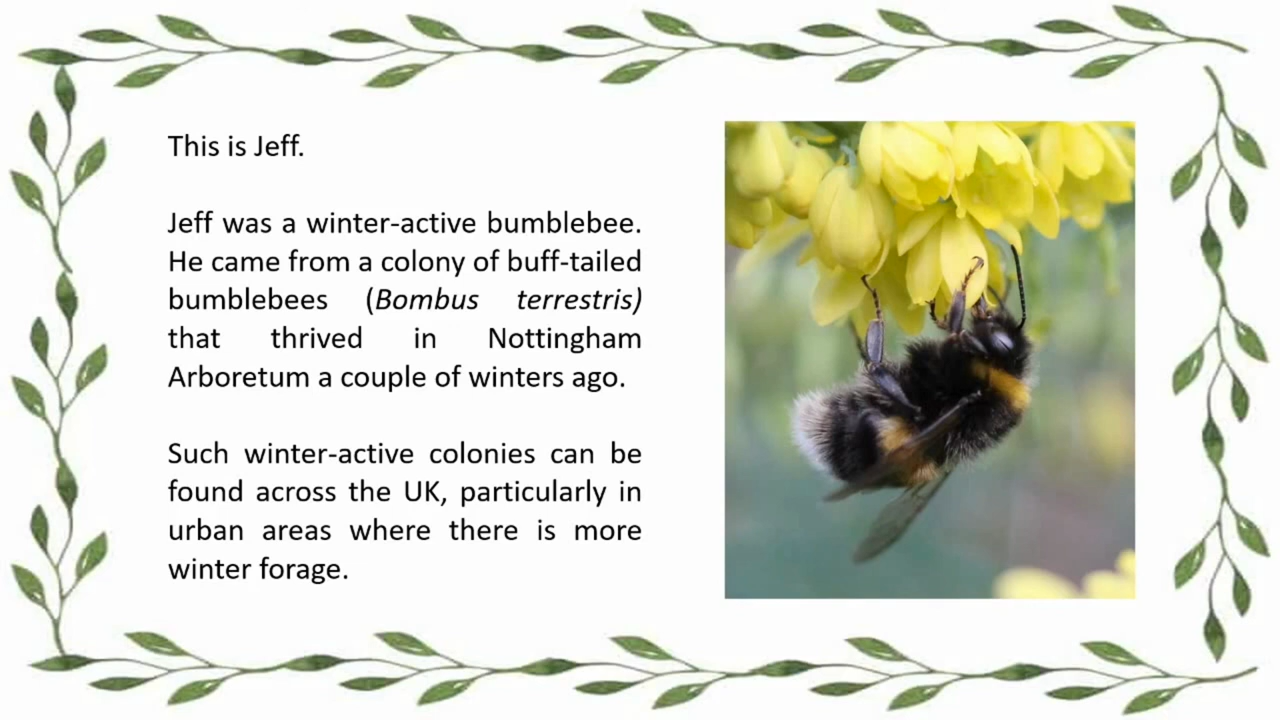 This is Jeff.
Jeff was a winter-active bumblebee.
He came from a colony of buff-tailed
bumblebees (Bombus terrestris)
that thrived in Nottingham
Arboretum a couple of winters ago.
Such winter-active colonies can be
found across the UK, particularly in
urban areas where there is more
winter forage.